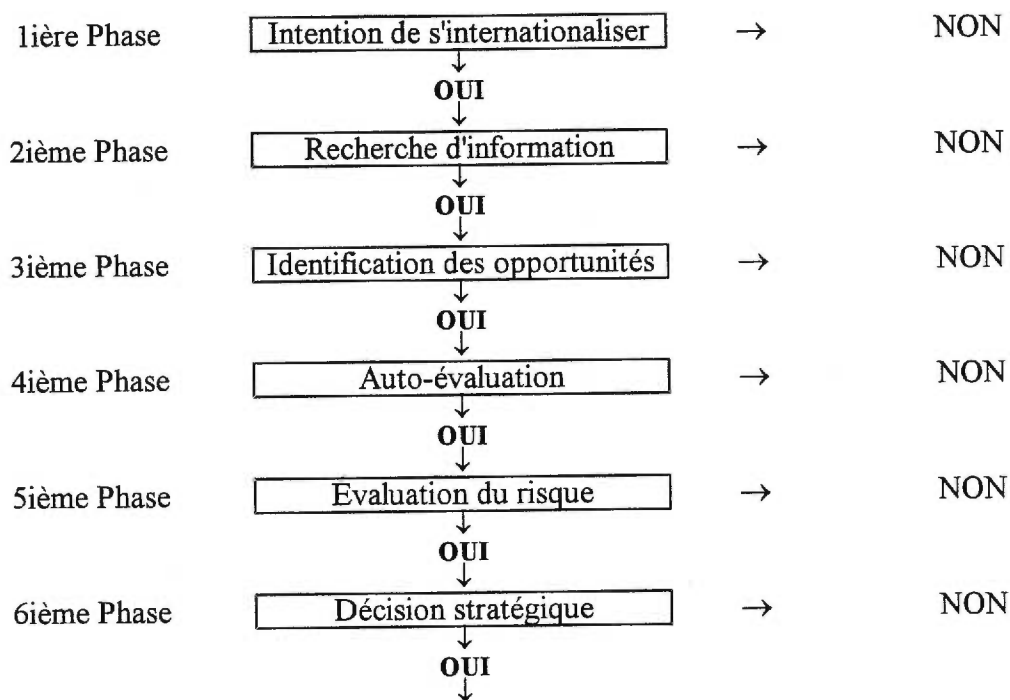 1ière Phase Intention de s'internationaliser → NON
↓
OUI
↓
2ième Phase Recherche d'information → NON
↓
OUI
↓
3ième Phase Identification des opportunités → NON
↓
OUI
↓
4ième Phase Auto-évaluation → NON
↓
OUI
↓
5ième Phase Évaluation du risque → NON
↓
OUI
↓
6ième Phase Décision stratégique → NON
↓
OUI
↓